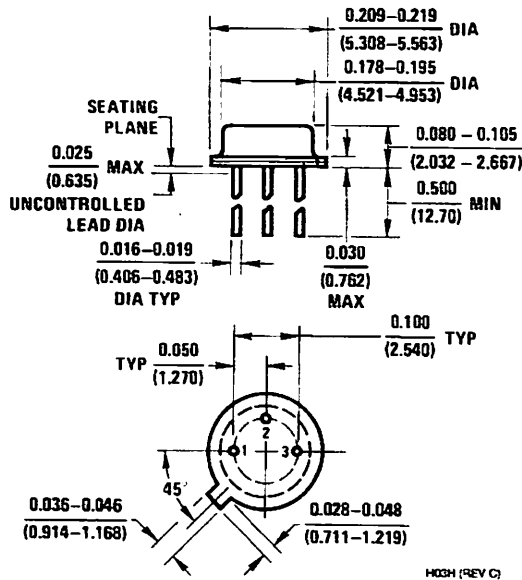 0.209–0.219 DIA
(5.308–5.563)
0.178–0.195 DIA
(4.521–4.953)
SEATING
PLANE
0.025 MAX
(0.635)
UNCONTROLLED
LEAD DIA
0.080 – 0.105
(2.032 – 2.667)
0.500 MIN
(12.70)
0.016–0.019
(0.406–0.483)
DIA TYP
0.030
(0.762)
MAX
0.100 TYP
(2.540)
TYP 0.050
(1.270)
2
1
3
45°
0.036–0.046
(0.914–1.168)
0.028–0.048
(0.711–1.219)
H03H (REV C)